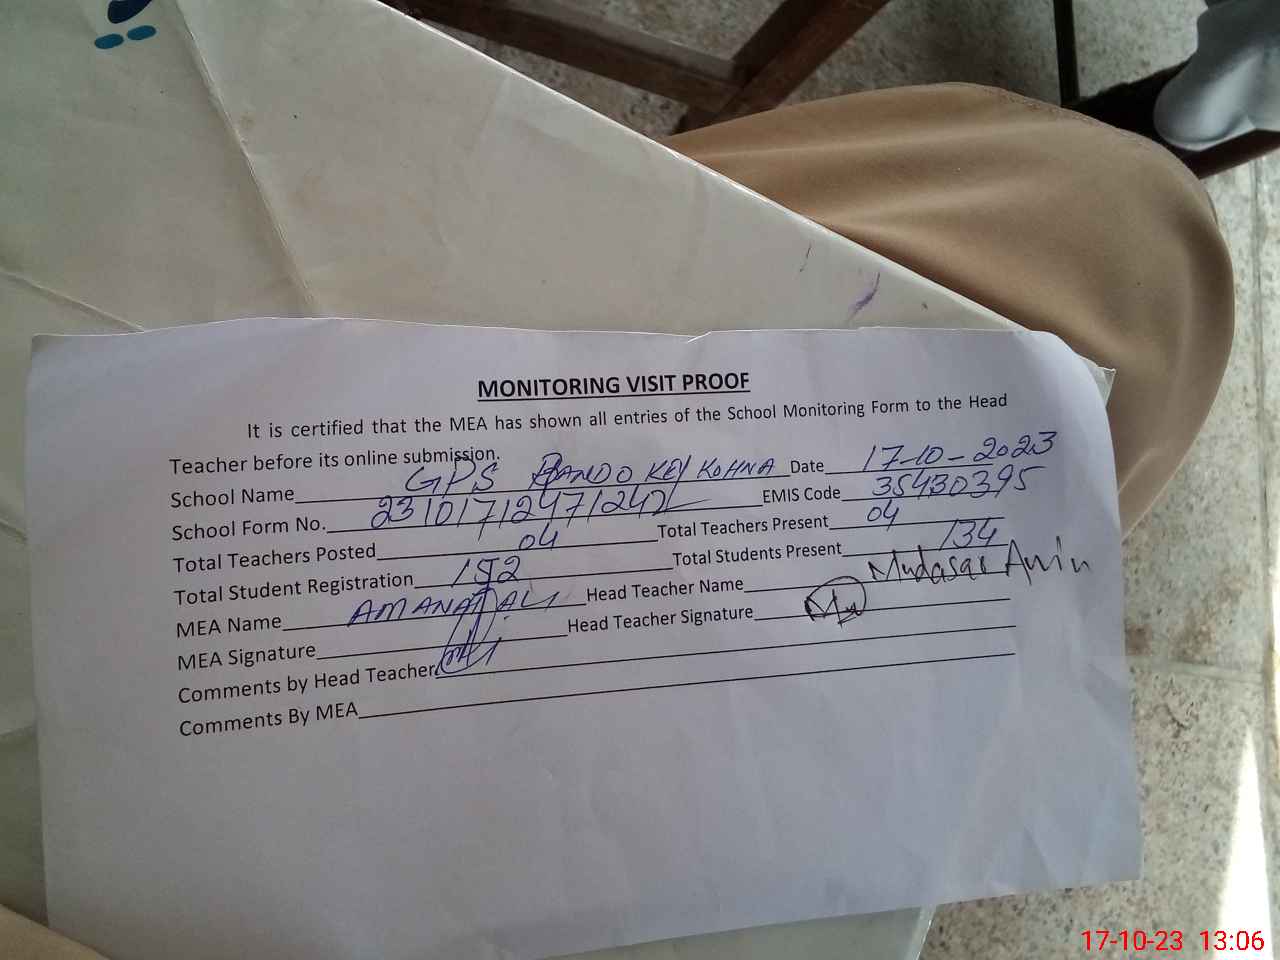 MONITORING VISIT PROOF
It is certified that the MEA has shown all entries of the School Monitoring Form to the Head
Teacher before its online submission.
School Name GPS HANDO KEY KOHNA Date 17-10-2023
School Form No. 23101712471242 EMIS Code 35430395
Total Teachers Posted 04 Total Teachers Present 04
Total Student Registration 152 Total Students Present 134
MEA Name AMANAT ALI Head Teacher Name Mudasar Amin
MEA Signature Head Teacher Signature
Comments by Head Teacher
Comments By MEA
17-10-23 13:06